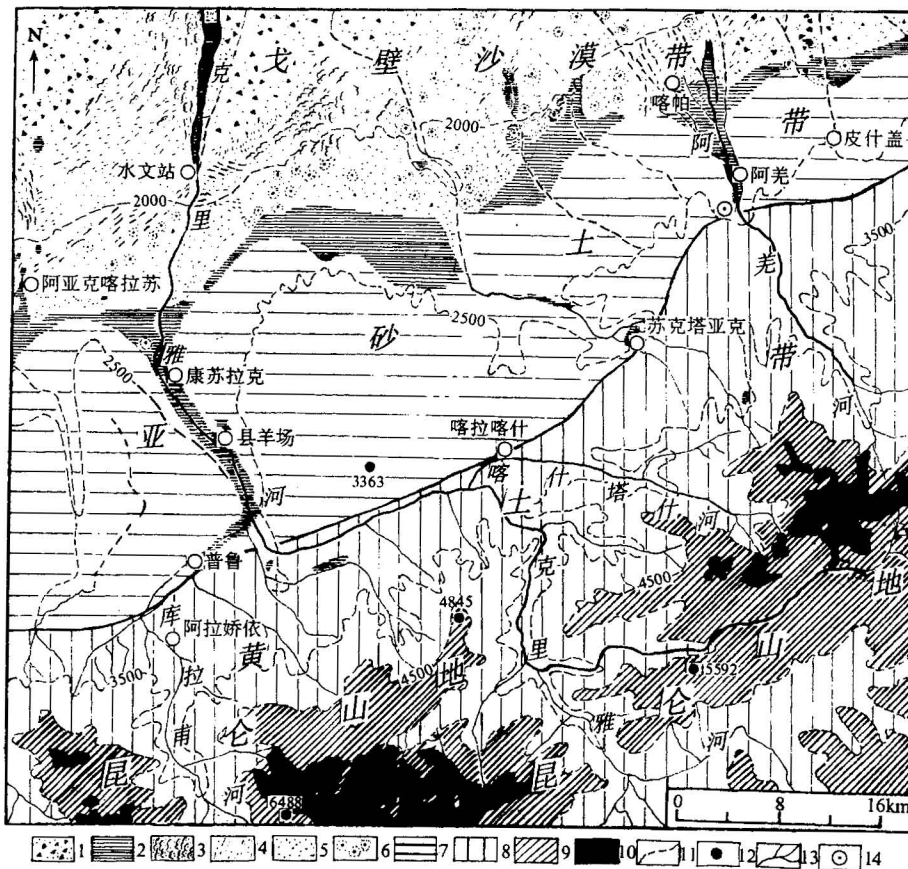 N
戈 壁 沙 漠 带
克
喀帕
2000
阿
带
皮什盖
水文站
2000
里
阿羌
3500
土
羌
阿亚克喀拉苏
2500
苏克塔亚克
砂
雅
2500
康苏拉克
带
河
亚
县羊场
喀拉喀什
3363
喀
什
塔
什
河
河
土
普鲁
克
4500
4845
地
库
阿拉娇依
黄
里
山
3500
拉
4500
地
5592
山
甫
仑
雅
仑
河
昆
昆
河
6488
0 8 16km
1 2 3 4 5 6 7 8 9 10 11 12 13 14